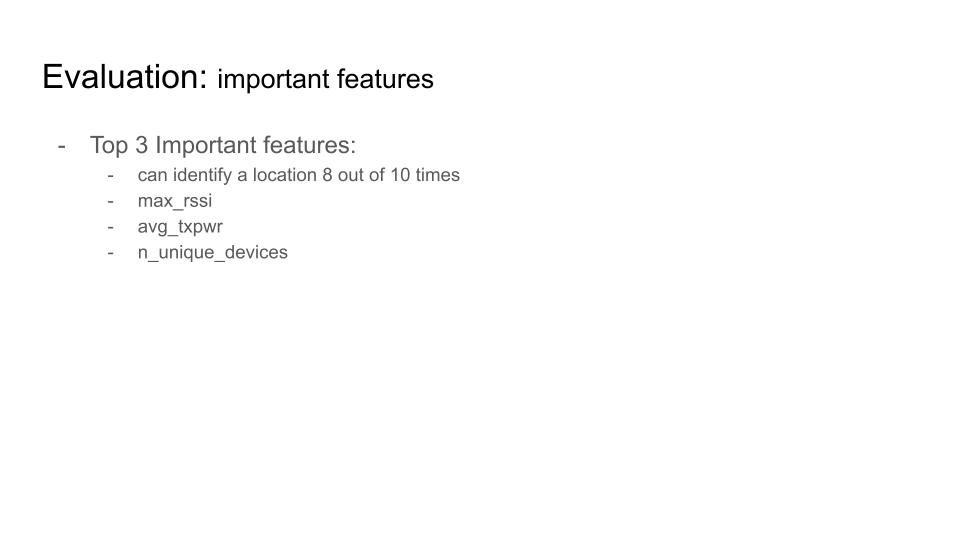 Evaluation: important features
- Top 3 Important features:
- can identify a location 8 out of 10 times
- max_rssi
- avg_txpwr
- n_unique_devices